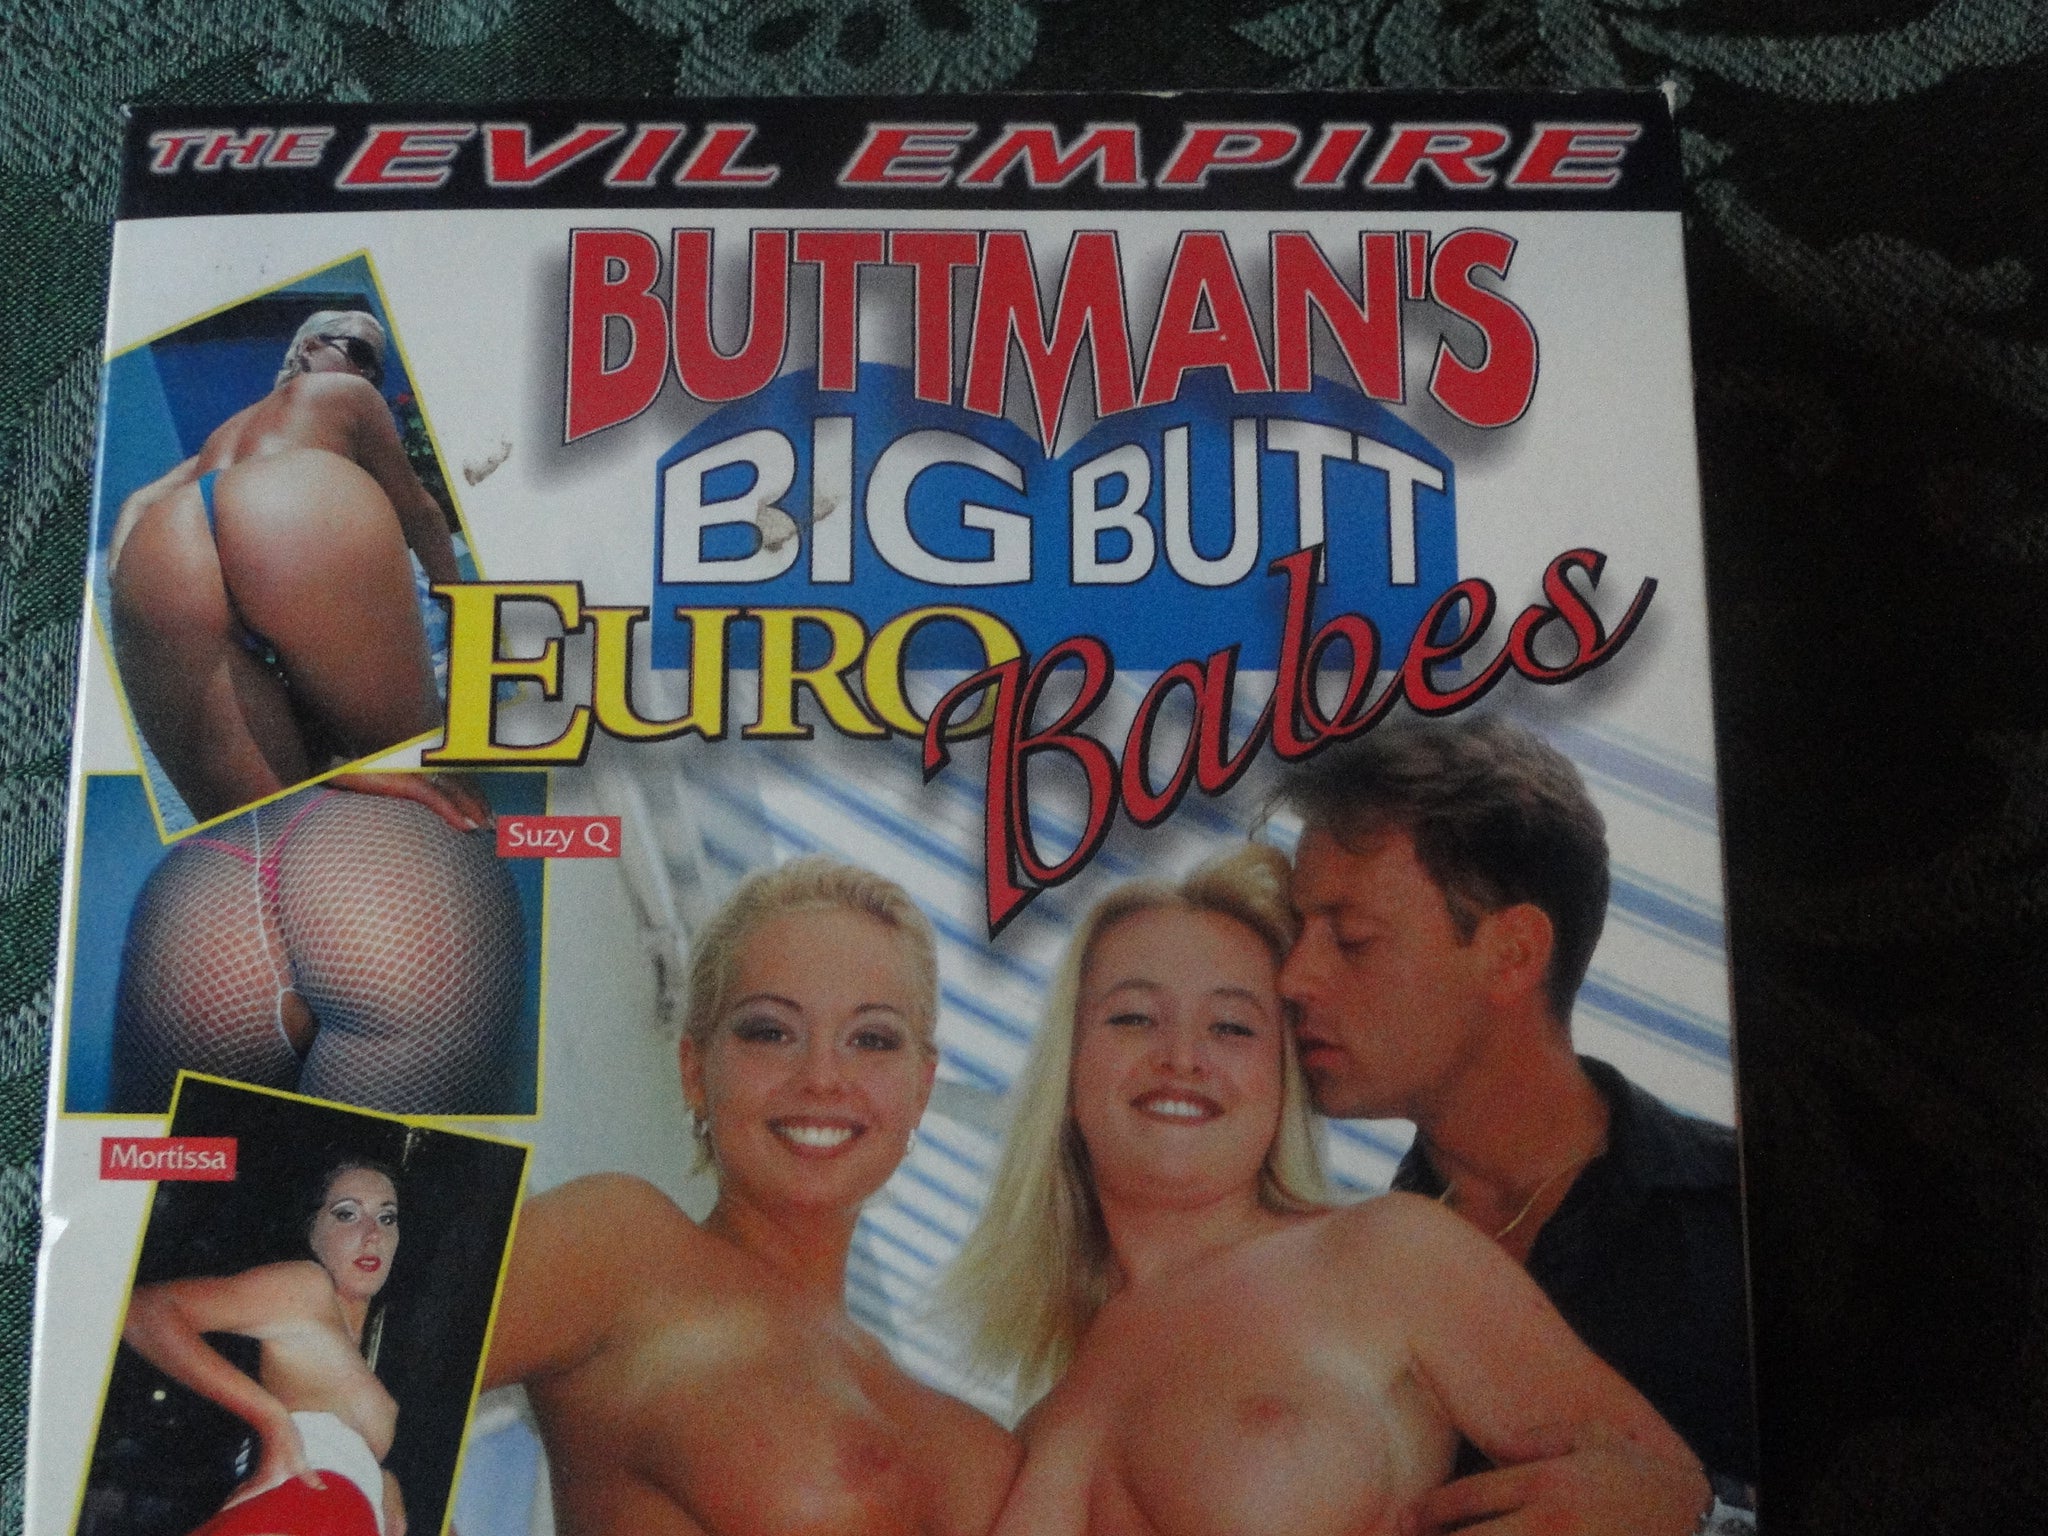 THE EVIL EMPIRE
BUTTMAN'S
BIG BUTT
EURO Babes
Suzy Q
Mortissa